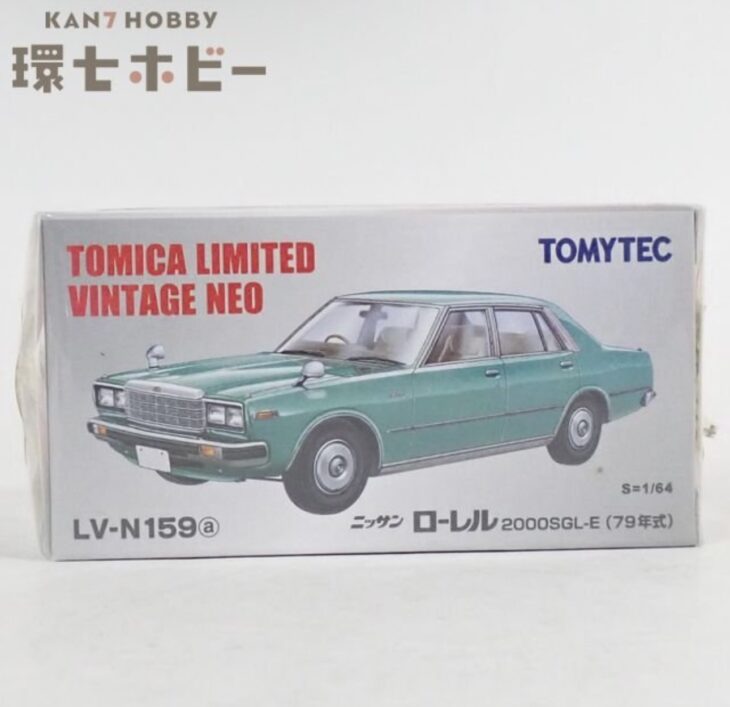 KAN7 HOBBY
環七ホビー
TOMICA LIMITED
VINTAGE NEO
TOMYTEC
S=1/64
LV-N159ⓐ
ニッサン ローレル 2000SGL-E (79年式)